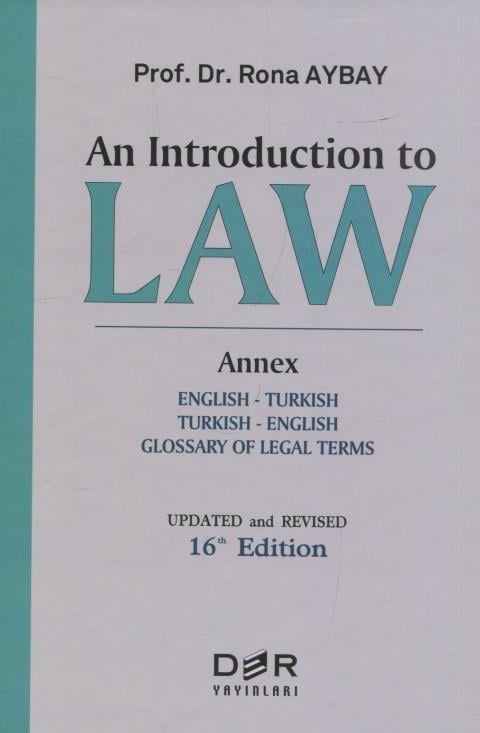 Prof. Dr. Rona AYBAY
An Introduction to
LAW
Annex
ENGLISH - TURKISH
TURKISH - ENGLISH
GLOSSARY OF LEGAL TERMS
UPDATED and REVISED
16th Edition
DER
YAYINLARI